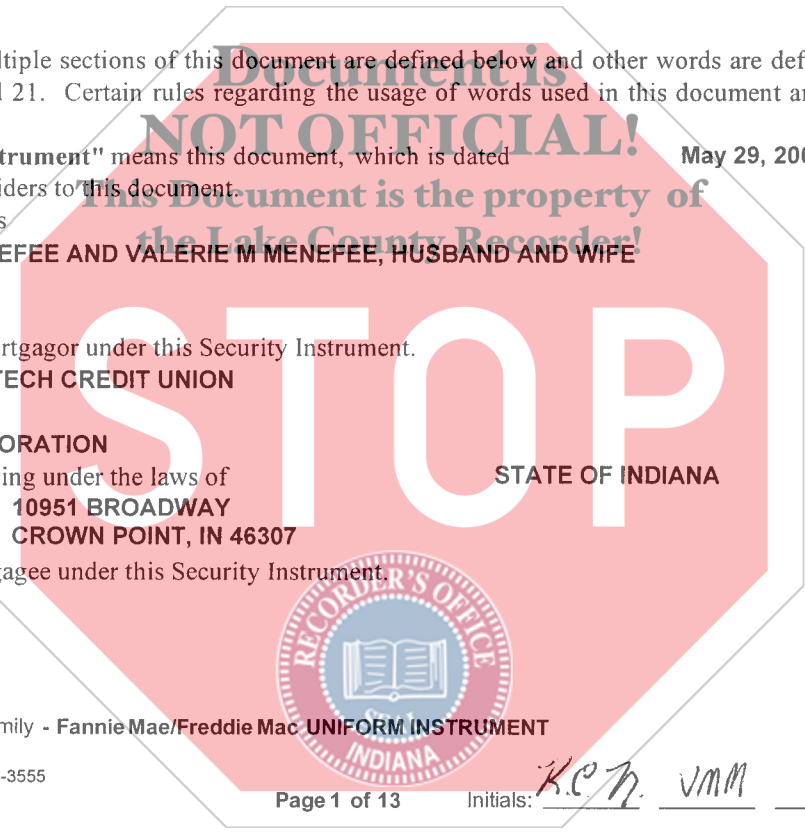 ltiple sections of this document are defined below and other words are def
d 21. Certain rules regarding the usage of words used in this document ar
Document is
NOT OFFICIAL!
trument" means this document, which is dated May 29, 200
iders to this document.
This Document is the property of
the Lake County Recorder!
s
EFEE AND VALERIE M MENEFEE, HUSBAND AND WIFE
STOP
rtgagor under this Security Instrument.
TECH CREDIT UNION
ORATION
ting under the laws of STATE OF INDIANA
10951 BROADWAY
CROWN POINT, IN 46307
gagee under this Security Instrument.
RECORDER'S OFFICE
SEAL
INDIANA
mily - Fannie Mae/Freddie Mac UNIFORM INSTRUMENT
-3555
Page 1 of 13 Initials: K.C.M. VMM